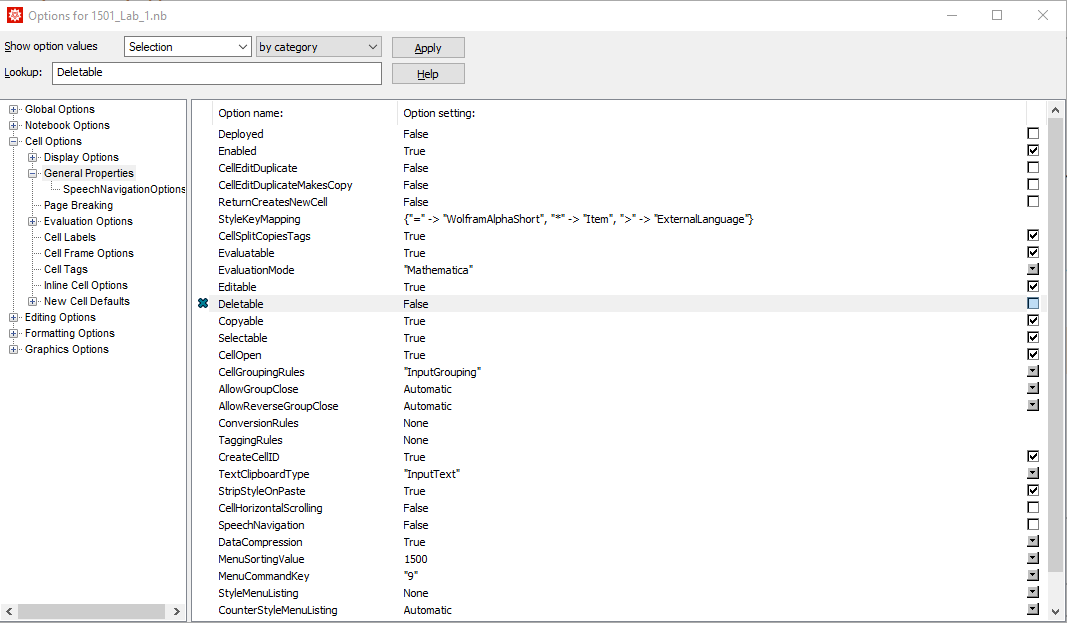 Options for 1501_Lab_1.nb
Show option values Selection by category Apply
Lookup: Deletable Help
Global Options
Notebook Options
Cell Options
Display Options
General Properties
SpeechNavigationOptions
Page Breaking
Evaluation Options
Cell Labels
Cell Frame Options
Cell Tags
Inline Cell Options
New Cell Defaults
Editing Options
Formatting Options
Graphics Options
Option name: Option setting:
Deployed False
Enabled True
CellEditDuplicate False
CellEditDuplicateMakesCopy False
ReturnCreatesNewCell False
StyleKeyMapping {"=" -> "WolframAlphaShort", "*" -> "Item", ">" -> "ExternalLanguage"}
CellSplitCopiesTags True
Evaluatable True
EvaluationMode "Mathematica"
Editable True
Deletable False
Copyable True
Selectable True
CellOpen True
CellGroupingRules "InputGrouping"
AllowGroupClose Automatic
AllowReverseGroupClose Automatic
ConversionRules None
TaggingRules None
CreateCellID True
TextClipboardType "InputText"
StripStyleOnPaste True
CellHorizontalScrolling False
SpeechNavigation False
DataCompression True
MenuSortingValue 1500
MenuCommandKey "9"
StyleMenuListing None
CounterStyleMenuListing Automatic